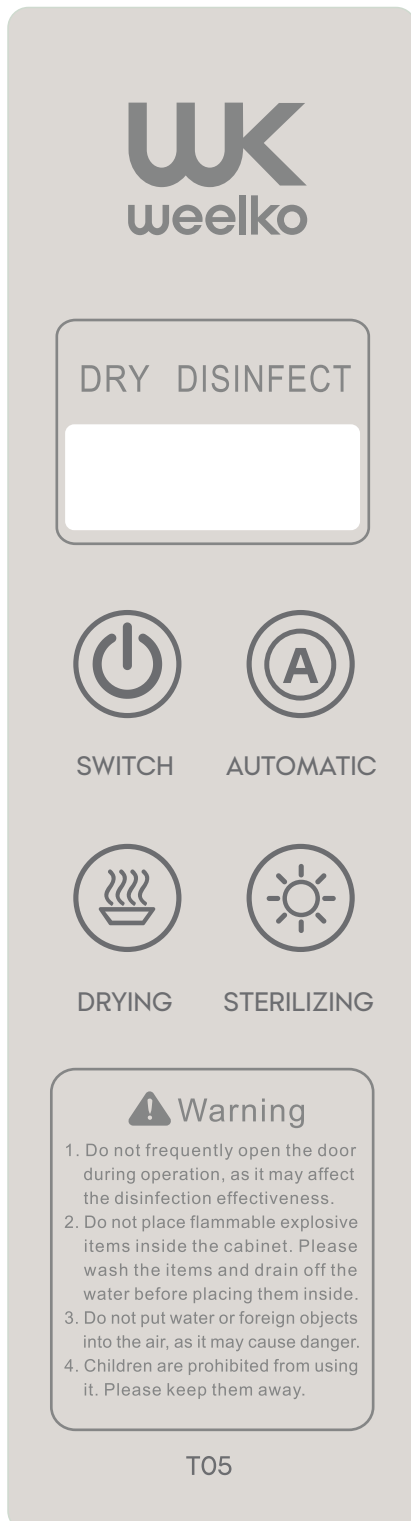 WK
weelko
DRY DISINFECT
A
SWITCH AUTOMATIC
DRYING STERILIZING
Warning
1. Do not frequently open the door
during operation, as it may affect
the disinfection effectiveness.
2. Do not place flammable explosive
items inside the cabinet. Please
wash the items and drain off the
water before placing them inside.
3. Do not put water or foreign objects
into the air, as it may cause danger.
4. Children are prohibited from using
it. Please keep them away.
T05